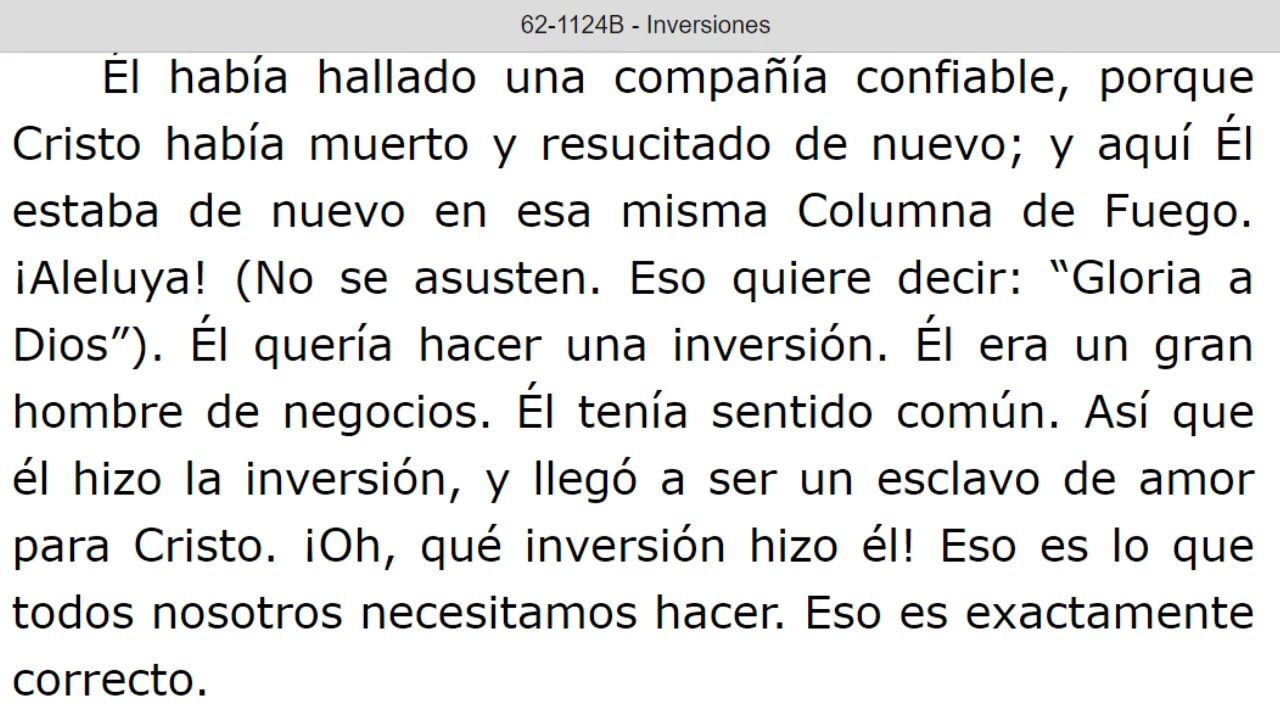 62-1124B - Inversiones
Él había hallado una compañía confiable, porque
Cristo había muerto y resucitado de nuevo; y aquí Él
estaba de nuevo en esa misma Columna de Fuego.
¡Aleluya! (No se asusten. Eso quiere decir: “Gloria a
Dios”). Él quería hacer una inversión. Él era un gran
hombre de negocios. Él tenía sentido común. Así que
él hizo la inversión, y llegó a ser un esclavo de amor
para Cristo. ¡Oh, qué inversión hizo él! Eso es lo que
todos nosotros necesitamos hacer. Eso es exactamente
correcto.